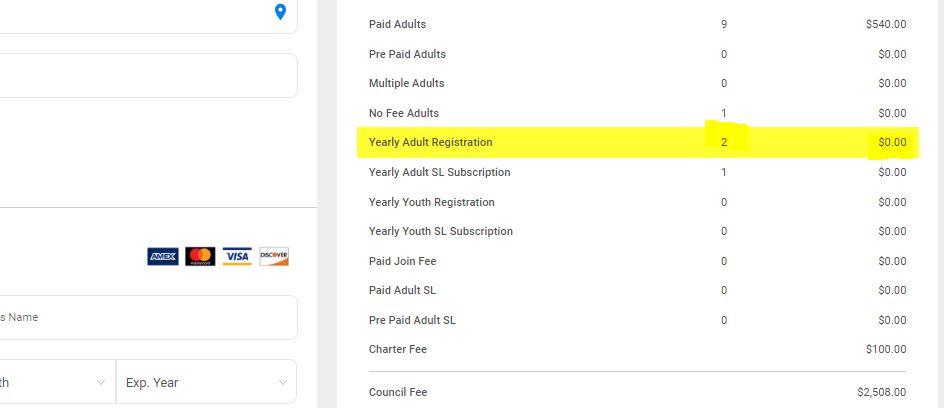 Paid Adults 9 $540.00
Pre Paid Adults 0 $0.00
Multiple Adults 0 $0.00
No Fee Adults 1 $0.00
Yearly Adult Registration 2 $0.00
Yearly Adult SL Subscription 1 $0.00
Yearly Youth Registration 0 $0.00
Yearly Youth SL Subscription 0 $0.00
Paid Join Fee 0 $0.00
Paid Adult SL 0 $0.00
Pre Paid Adult SL 0 $0.00
Charter Fee $100.00
Council Fee $2,508.00
AMEX mastercard VISA DISCOVER
s Name
th Exp. Year